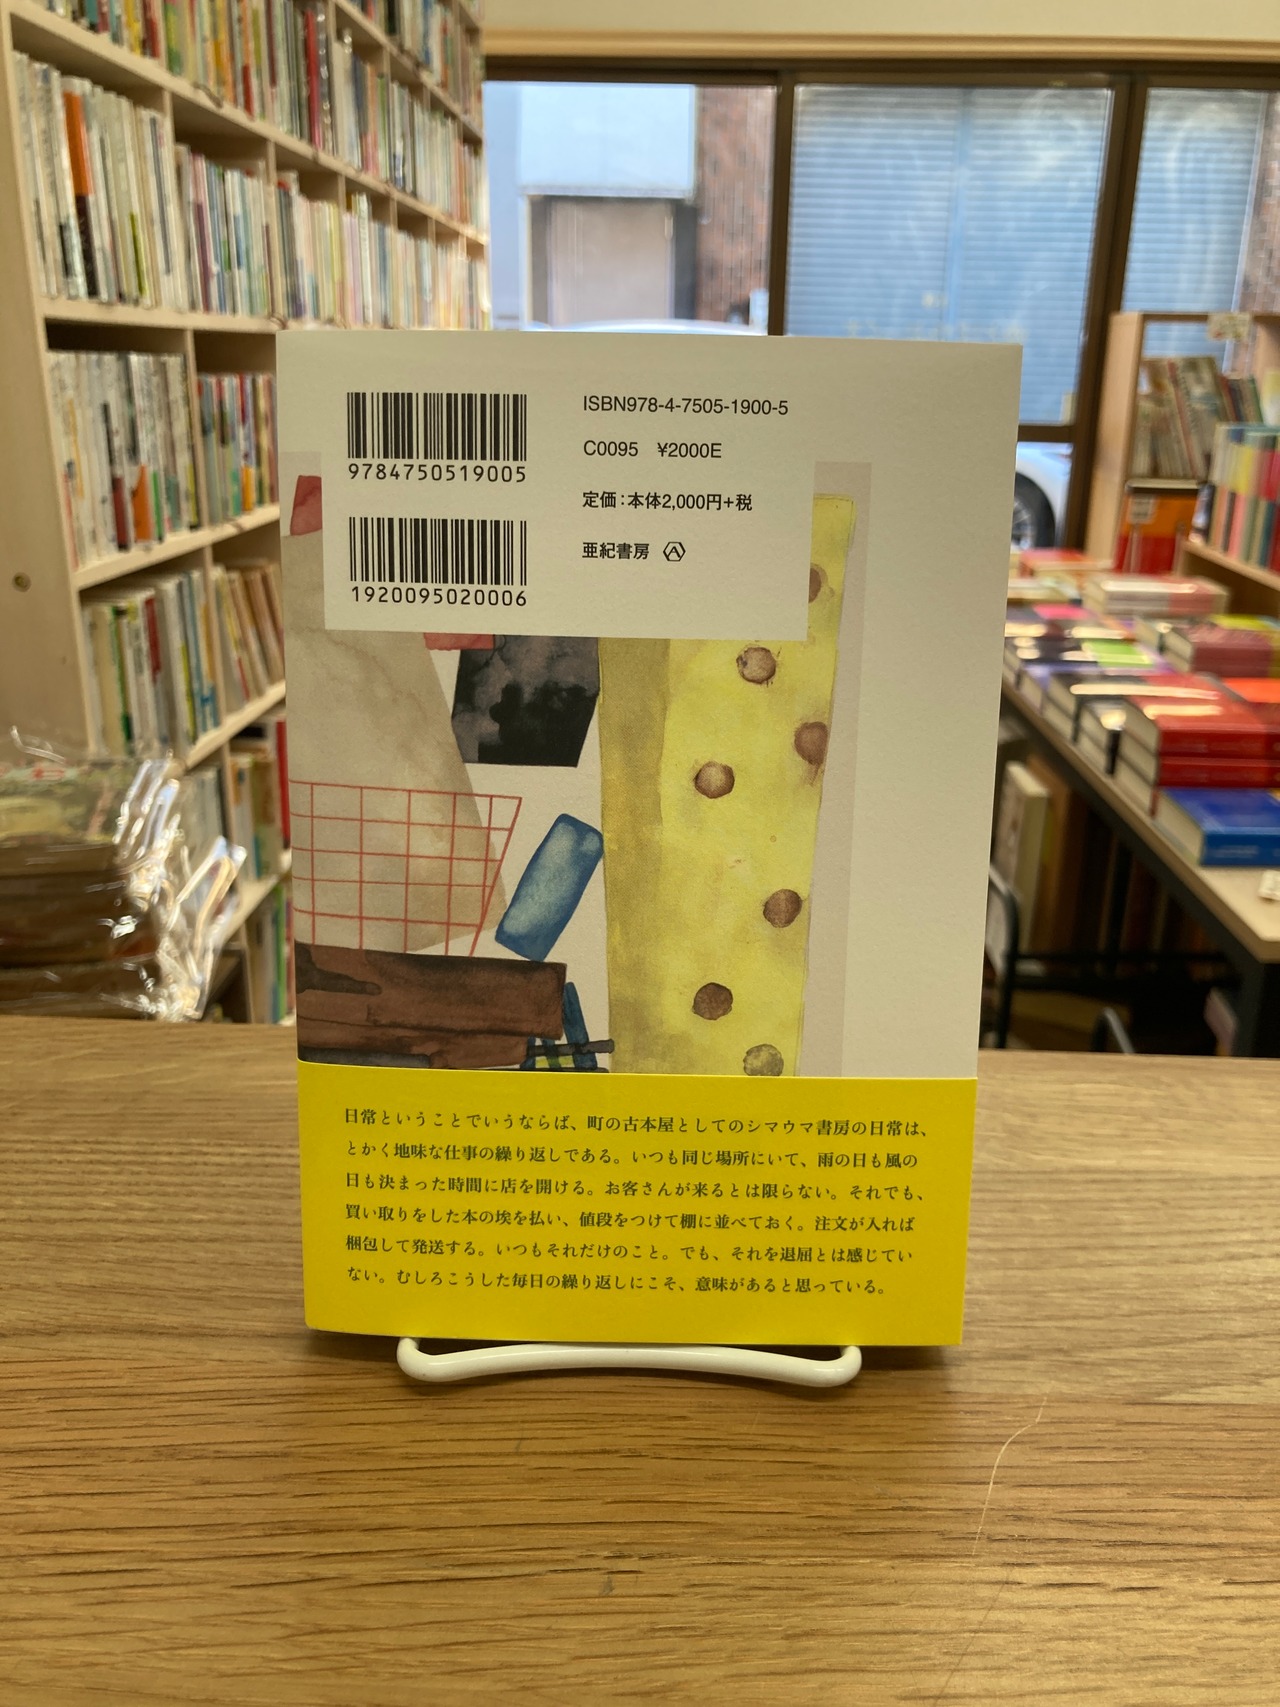 9784750519005
1920095020006
ISBN978-4-7505-1900-5
C0095 ¥2000E
定価：本体2,000円+税
亜紀書房
日常ということでいうならば、町の古本屋としてのシマウマ書房の日常は、
とかく地味な仕事の繰り返しである。いつも同じ場所にいて、雨の日も風の
日も決まった時間に店を開ける。お客さんが来るとは限らない。それでも、
買い取りをした本の埃を払い、値段をつけて棚に並べておく。注文が入れば
梱包して発送する。いつもそれだけのこと。でも、それを退屈とは感じてい
ない。むしろこうした毎日の繰り返しにこそ、意味があると思っている。